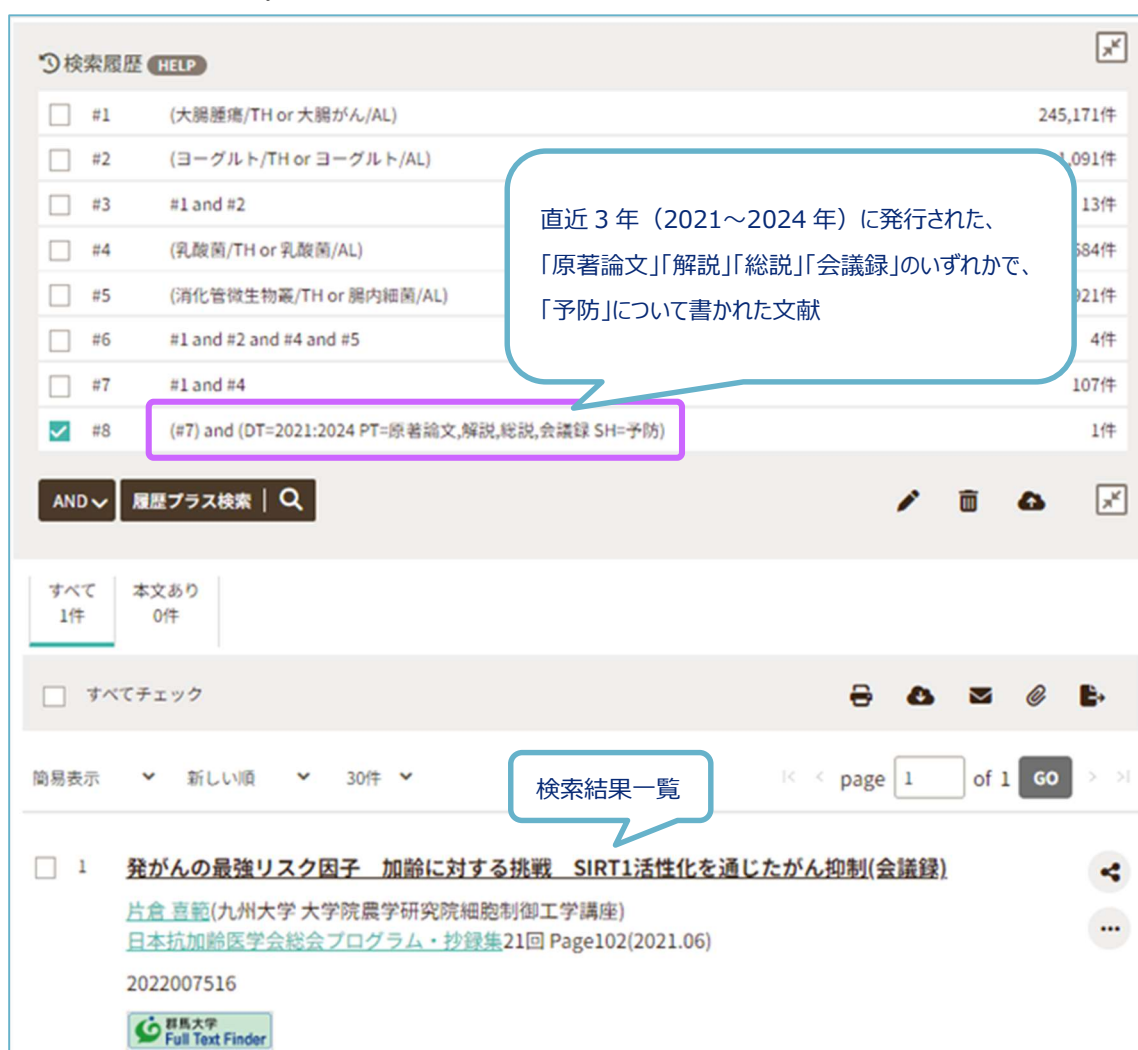 検索履歴 HELP
#1 (大腸腫瘍/TH or 大腸がん/AL) 245,171件
#2 (ヨーグルト/TH or ヨーグルト/AL) ,091件
#3 #1 and #2 13件
#4 (乳酸菌/TH or 乳酸菌/AL) 684件
#5 (消化管微生物叢/TH or 腸内細菌/AL) 921件
#6 #1 and #2 and #4 and #5 4件
#7 #1 and #4 107件
#8 (#7) and (DT=2021:2024 PT=原著論文,解説,総説,会議録 SH=予防) 1件
直近 3 年（2021～2024 年）に発行された、
「原著論文」「解説」「総説」「会議録」のいずれかで、
「予防」について書かれた文献
AND 履歴プラス検索
すべて 本文あり
1件 0件
すべてチェック
簡易表示 新しい順 30件 page 1 of 1 GO
検索結果一覧
1 発がんの最強リスク因子 加齢に対する挑戦 SIRT1活性化を通じたがん抑制(会議録)
片倉 喜範(九州大学 大学院農学研究院細胞制御工学講座)
日本抗加齢医学会総会プログラム・抄録集21回 Page102(2021.06)
2022007516
群馬大学
Full Text Finder